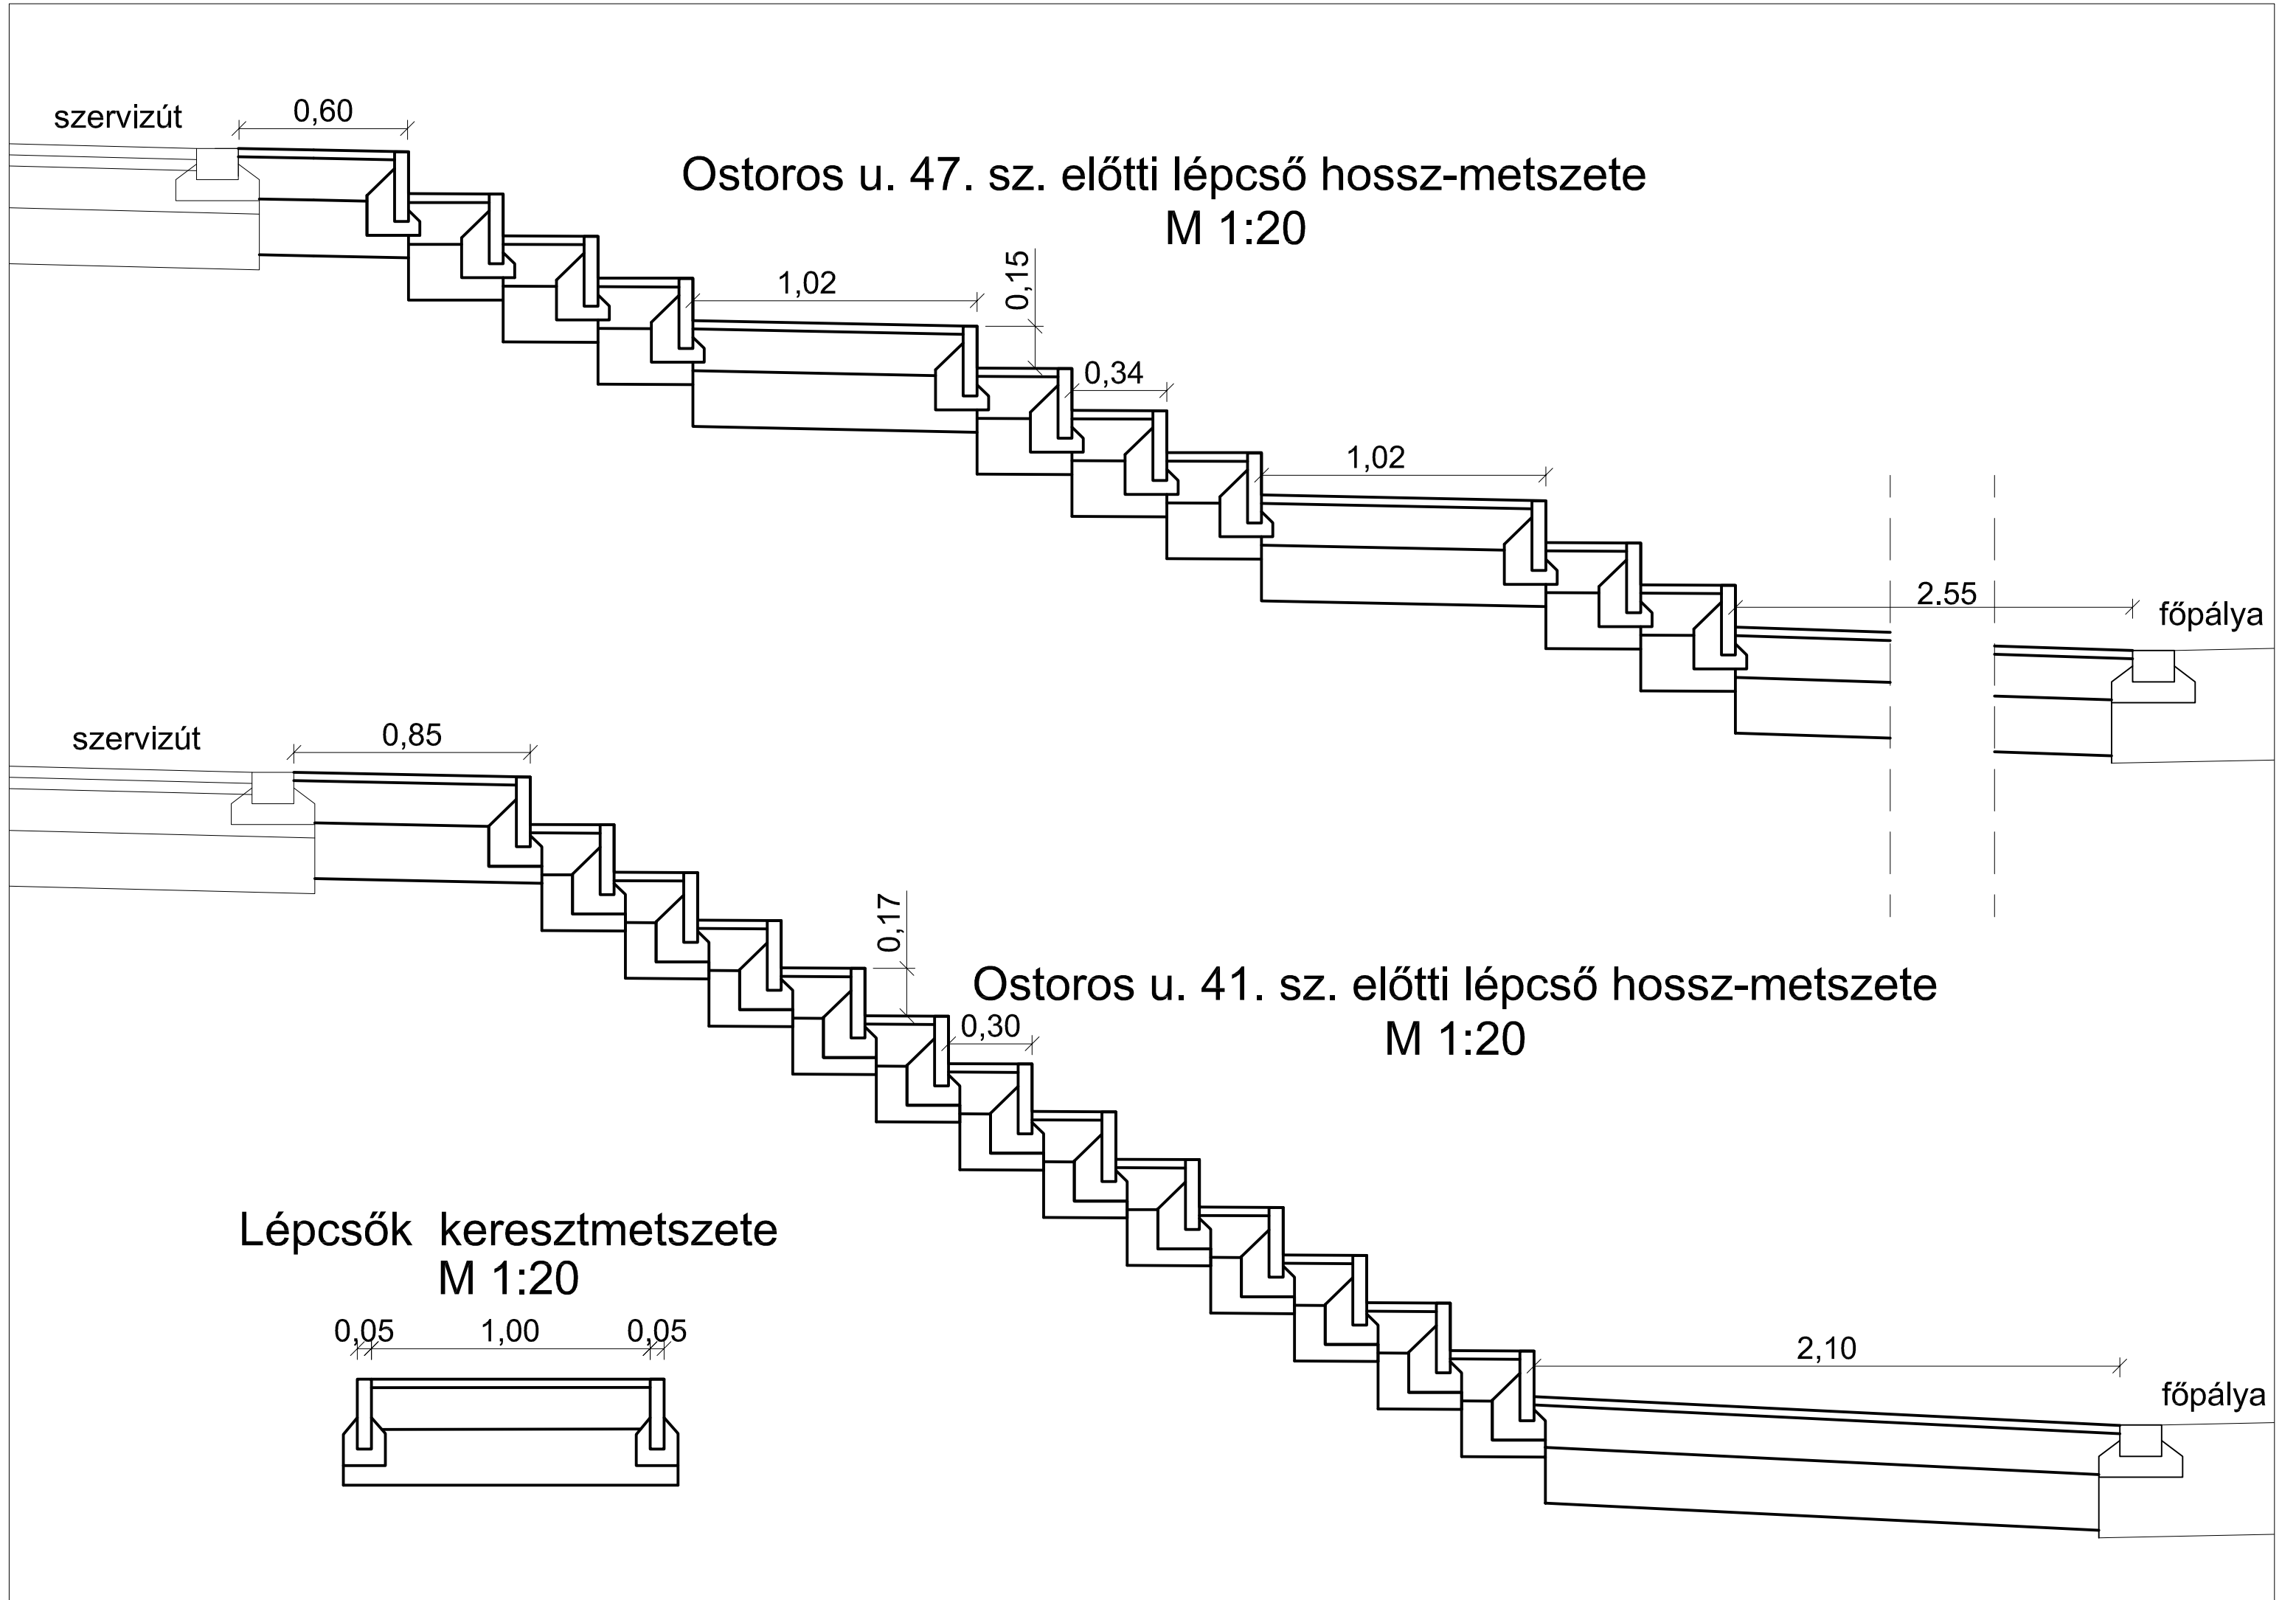 szervizút
0,60
Ostoros u. 47. sz. előtti lépcső hossz-metszete
M 1:20
1,02
0,15
0,34
1,02
2.55
főpálya
szervizút
0,85
0,17
Ostoros u. 41. sz. előtti lépcső hossz-metszete
M 1:20
0,30
Lépcsők keresztmetszete
M 1:20
0,05 1,00 0,05
2,10
főpálya